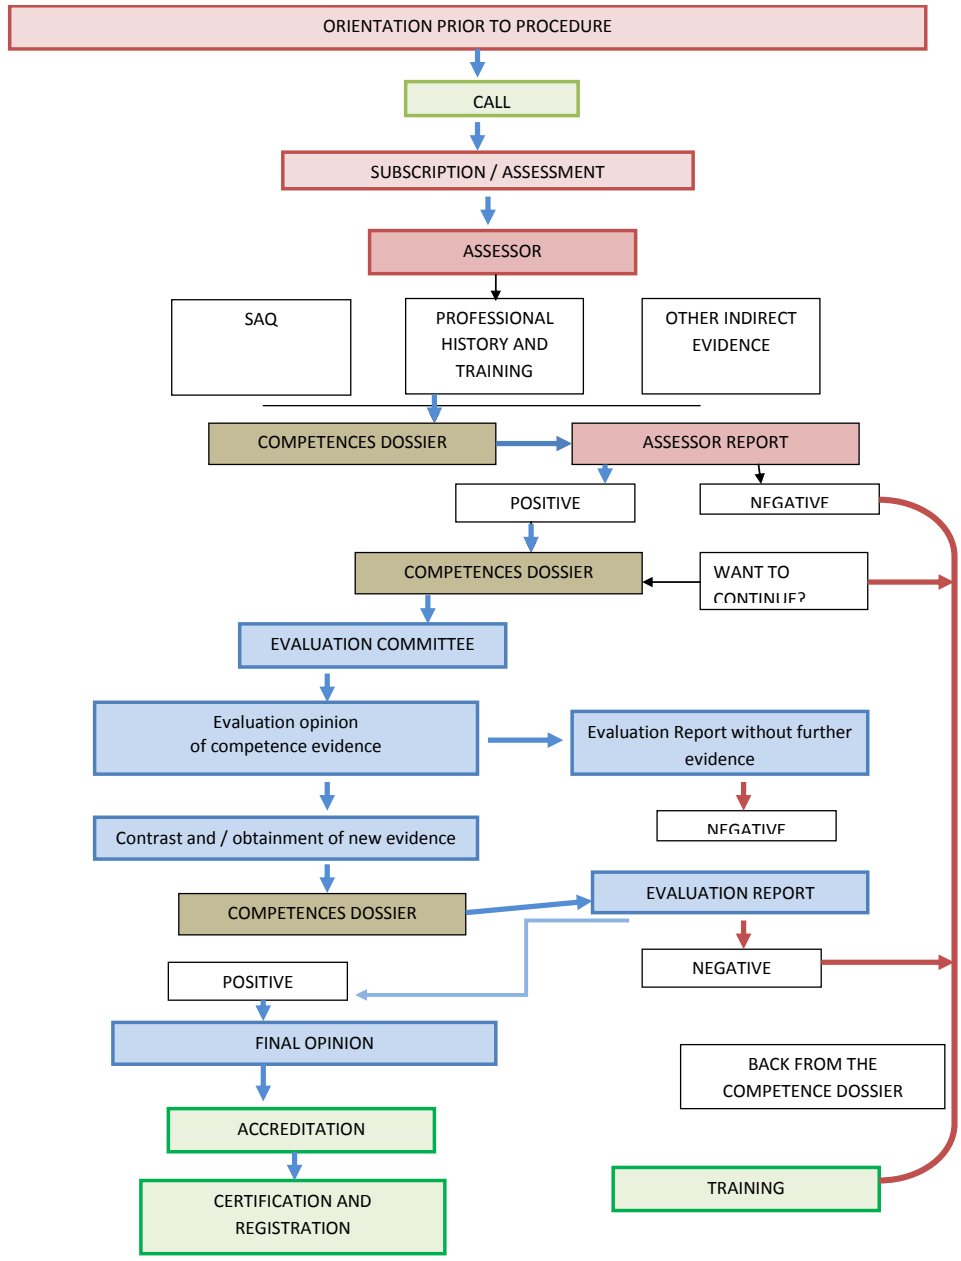 ORIENTATION PRIOR TO PROCEDURE
CALL
SUBSCRIPTION / ASSESSMENT
ASSESSOR
SAQ
PROFESSIONAL
HISTORY AND
TRAINING
OTHER INDIRECT
EVIDENCE
COMPETENCES DOSSIER
ASSESSOR REPORT
POSITIVE
NEGATIVE
COMPETENCES DOSSIER
WANT TO
CONTINUE?
EVALUATION COMMITTEE
Evaluation opinion
of competence evidence
Evaluation Report without further
evidence
NEGATIVE
Contrast and / obtainment of new evidence
COMPETENCES DOSSIER
EVALUATION REPORT
NEGATIVE
POSITIVE
FINAL OPINION
BACK FROM THE
COMPETENCE DOSSIER
ACCREDITATION
TRAINING
CERTIFICATION AND
REGISTRATION